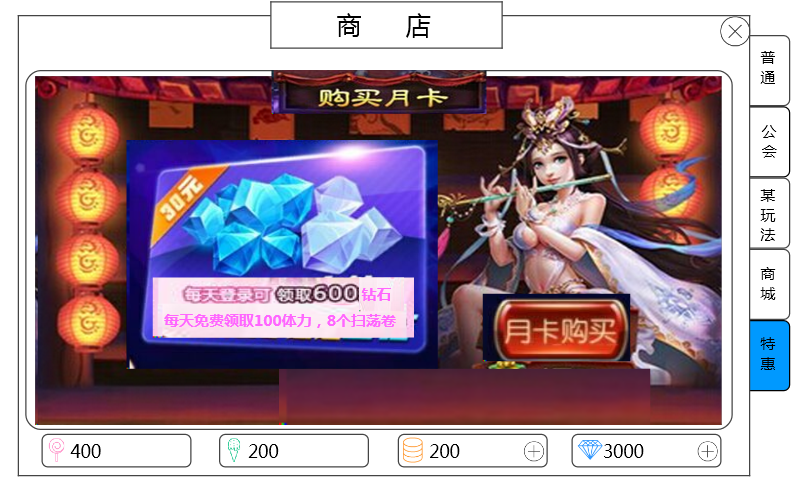 商 店
购买月卡
30元
每天登录可 领取600钻石
每天免费领取100体力，8个扫荡卷
月卡购买
普通
公会
某玩法
商城
特惠
400
200
200
3000